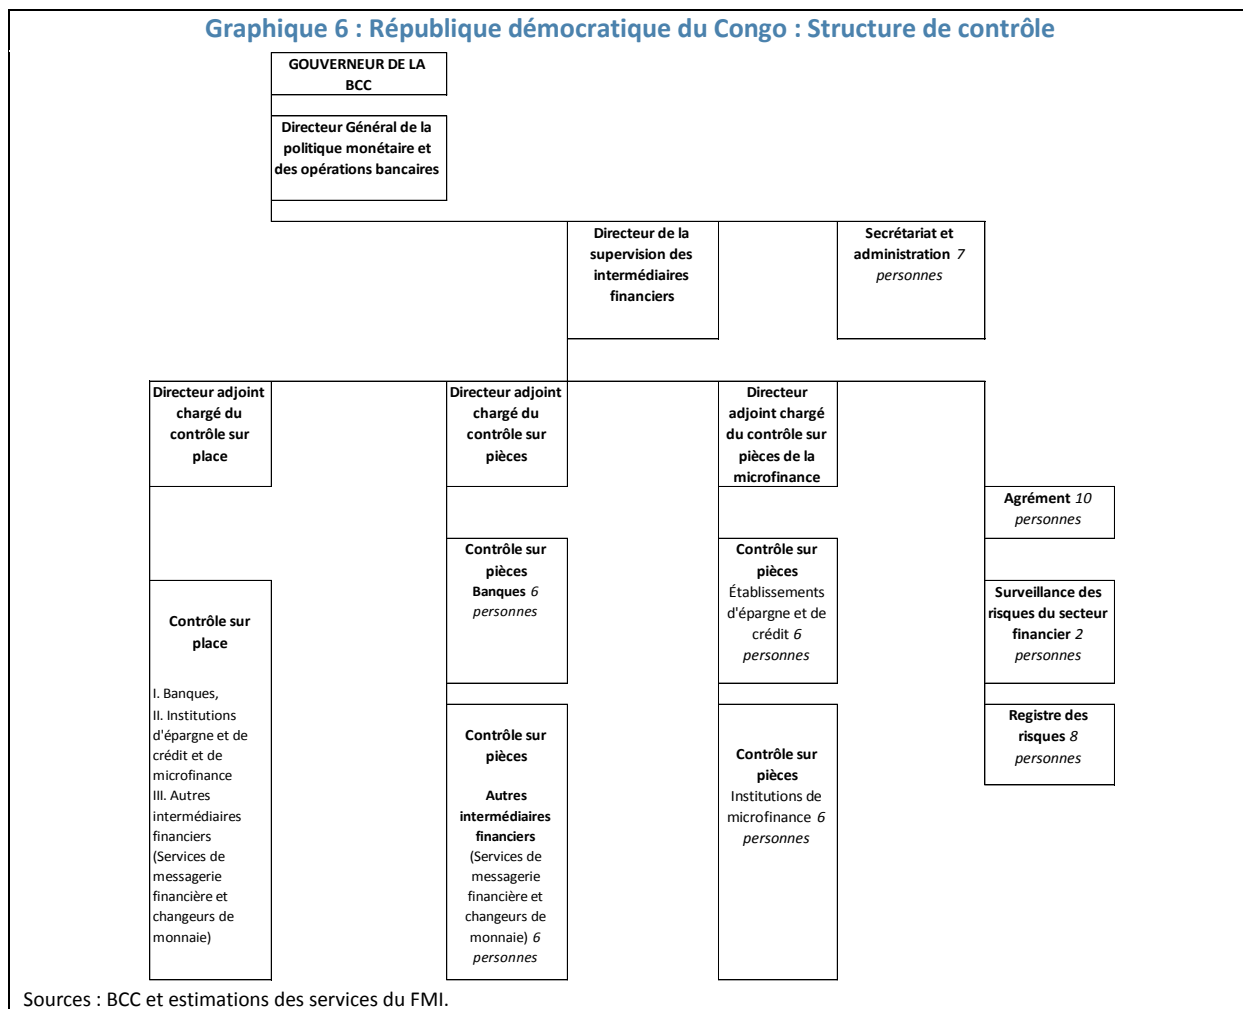 Graphique 6 : République démocratique du Congo : Structure de contrôle
GOUVERNEUR DE LA
BCC
Directeur Général de la
politique monétaire et
des opérations bancaires
Directeur de la
supervision des
intermédiaires
financiers
Secrétariat et
administration 7
personnes
Directeur adjoint
chargé du
contrôle sur
place
Directeur adjoint
chargé du
contrôle sur
pièces
Directeur
adjoint chargé
du contrôle sur
pièces de la
microfinance
Agrément 10
personnes
Contrôle sur
place
I. Banques,
II. Institutions
d'épargne et de
crédit et de
microfinance
III. Autres
intermédiaires
financiers
(Services de
messagerie
financière et
changeurs de
monnaie)
Contrôle sur
pièces
Banques 6
personnes
Contrôle sur
pièces
Autres
intermédiaires
financiers
(Services de
messagerie
financière et
changeurs de
monnaie) 6
personnes
Contrôle sur
pièces
Établissements
d'épargne et de
crédit 6
personnes
Contrôle sur
pièces
Institutions de
microfinance 6
personnes
Surveillance des
risques du secteur
financier 2
personnes
Registre des
risques 8
personnes
Sources : BCC et estimations des services du FMI.